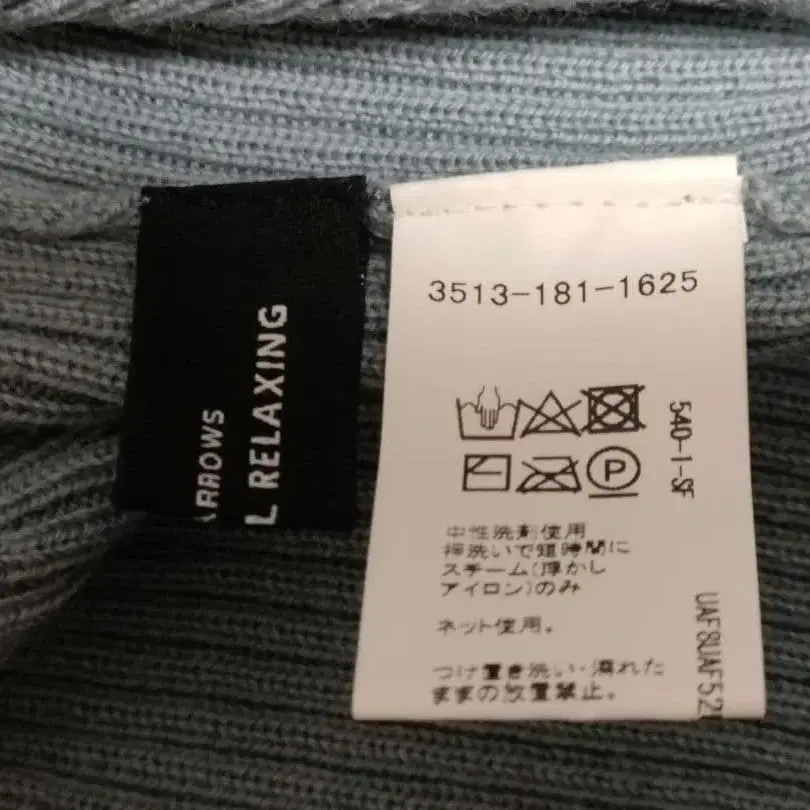 ARROWS
L RELAXING
3513-181-1625
540-1-SF
P
中性洗剤使用
押洗いで短時間に
スチーム(浮かし
アイロン)のみ
ネット使用。
つけ置き洗い・濡れた
ままの放置禁止。